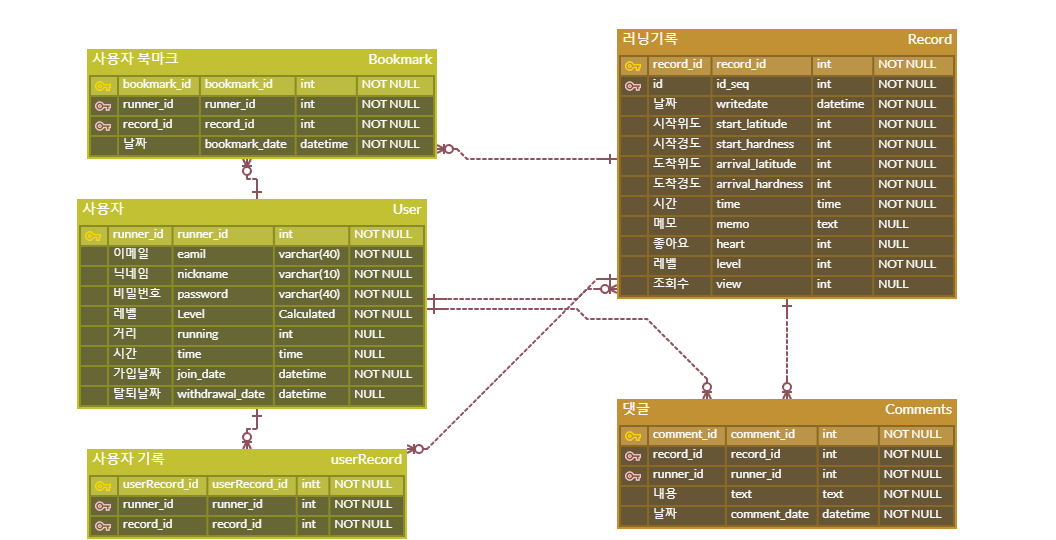 사용자 북마크 Bookmark
bookmark_id bookmark_id int NOT NULL
runner_id runner_id int NOT NULL
record_id record_id int NOT NULL
날짜 bookmark_date datetime NOT NULL
사용자 User
runner_id runner_id int NOT NULL
이메일 eamil varchar(40) NOT NULL
닉네임 nickname varchar(10) NOT NULL
비밀번호 password varchar(40) NOT NULL
레벨 Level Calculated NOT NULL
거리 running int NULL
시간 time time NULL
가입날짜 join_date datetime NOT NULL
탈퇴날짜 withdrawal_date datetime NULL
사용자 기록 userRecord
userRecord_id userRecord_id intt NOT NULL
runner_id runner_id int NOT NULL
record_id record_id int NOT NULL
러닝기록 Record
record_id record_id int NOT NULL
id id_seq int NOT NULL
날짜 writedate datetime NOT NULL
시작위도 start_latitude int NOT NULL
시작경도 start_hardness int NOT NULL
도착위도 arrival_latitude int NOT NULL
도착경도 arrival_hardness int NOT NULL
시간 time time NOT NULL
메모 memo text NULL
좋아요 heart int NULL
레벨 level int NOT NULL
조회수 view int NULL
댓글 Comments
comment_id comment_id int NOT NULL
record_id record_id int NOT NULL
runner_id runner_id int NOT NULL
내용 text text NOT NULL
날짜 comment_date datetime NOT NULL